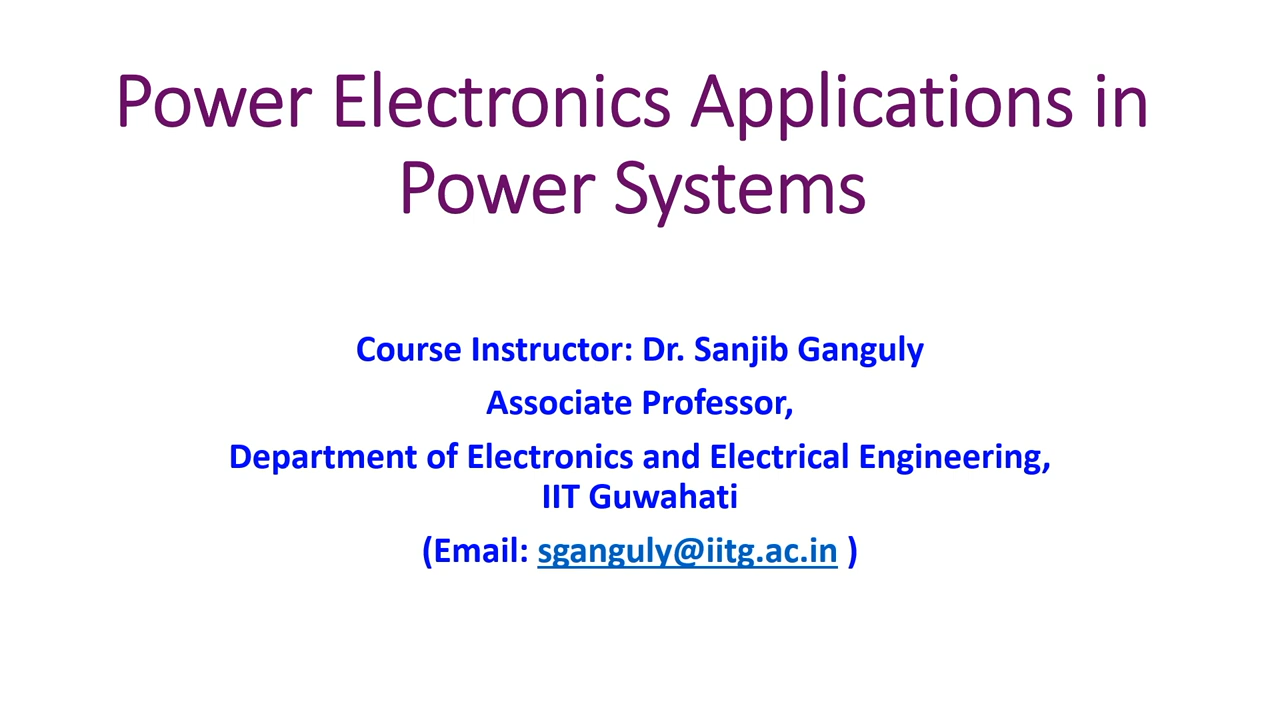 Power Electronics Applications in
Power Systems
Course Instructor: Dr. Sanjib Ganguly
Associate Professor,
Department of Electronics and Electrical Engineering,
IIT Guwahati
(Email: sganguly@iitg.ac.in )